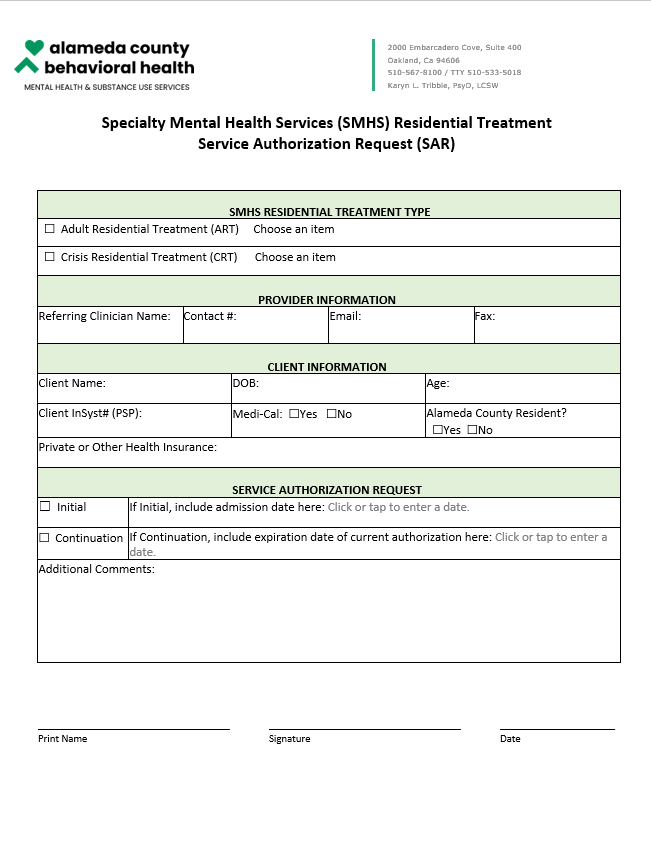 alameda county
behavioral health
MENTAL HEALTH & SUBSTANCE USE SERVICES
2000 Embarcadero Cove, Suite 400
Oakland, Ca 94606
510-567-8100 / TTY 510-533-5018
Karyn L. Tribble, PsyD, LCSW
Specialty Mental Health Services (SMHS) Residential Treatment
Service Authorization Request (SAR)
SMHS RESIDENTIAL TREATMENT TYPE
☐ Adult Residential Treatment (ART) Choose an item
☐ Crisis Residential Treatment (CRT) Choose an item
PROVIDER INFORMATION
Referring Clinician Name: Contact #: Email: Fax:
CLIENT INFORMATION
Client Name: DOB: Age:
Client InSyst# (PSP): Medi-Cal: ☐Yes ☐No Alameda County Resident?
☐Yes ☐No
Private or Other Health Insurance:
SERVICE AUTHORIZATION REQUEST
☐ Initial If Initial, include admission date here: Click or tap to enter a date.
☐ Continuation If Continuation, include expiration date of current authorization here: Click or tap to enter a
date.
Additional Comments:
Print Name Signature Date